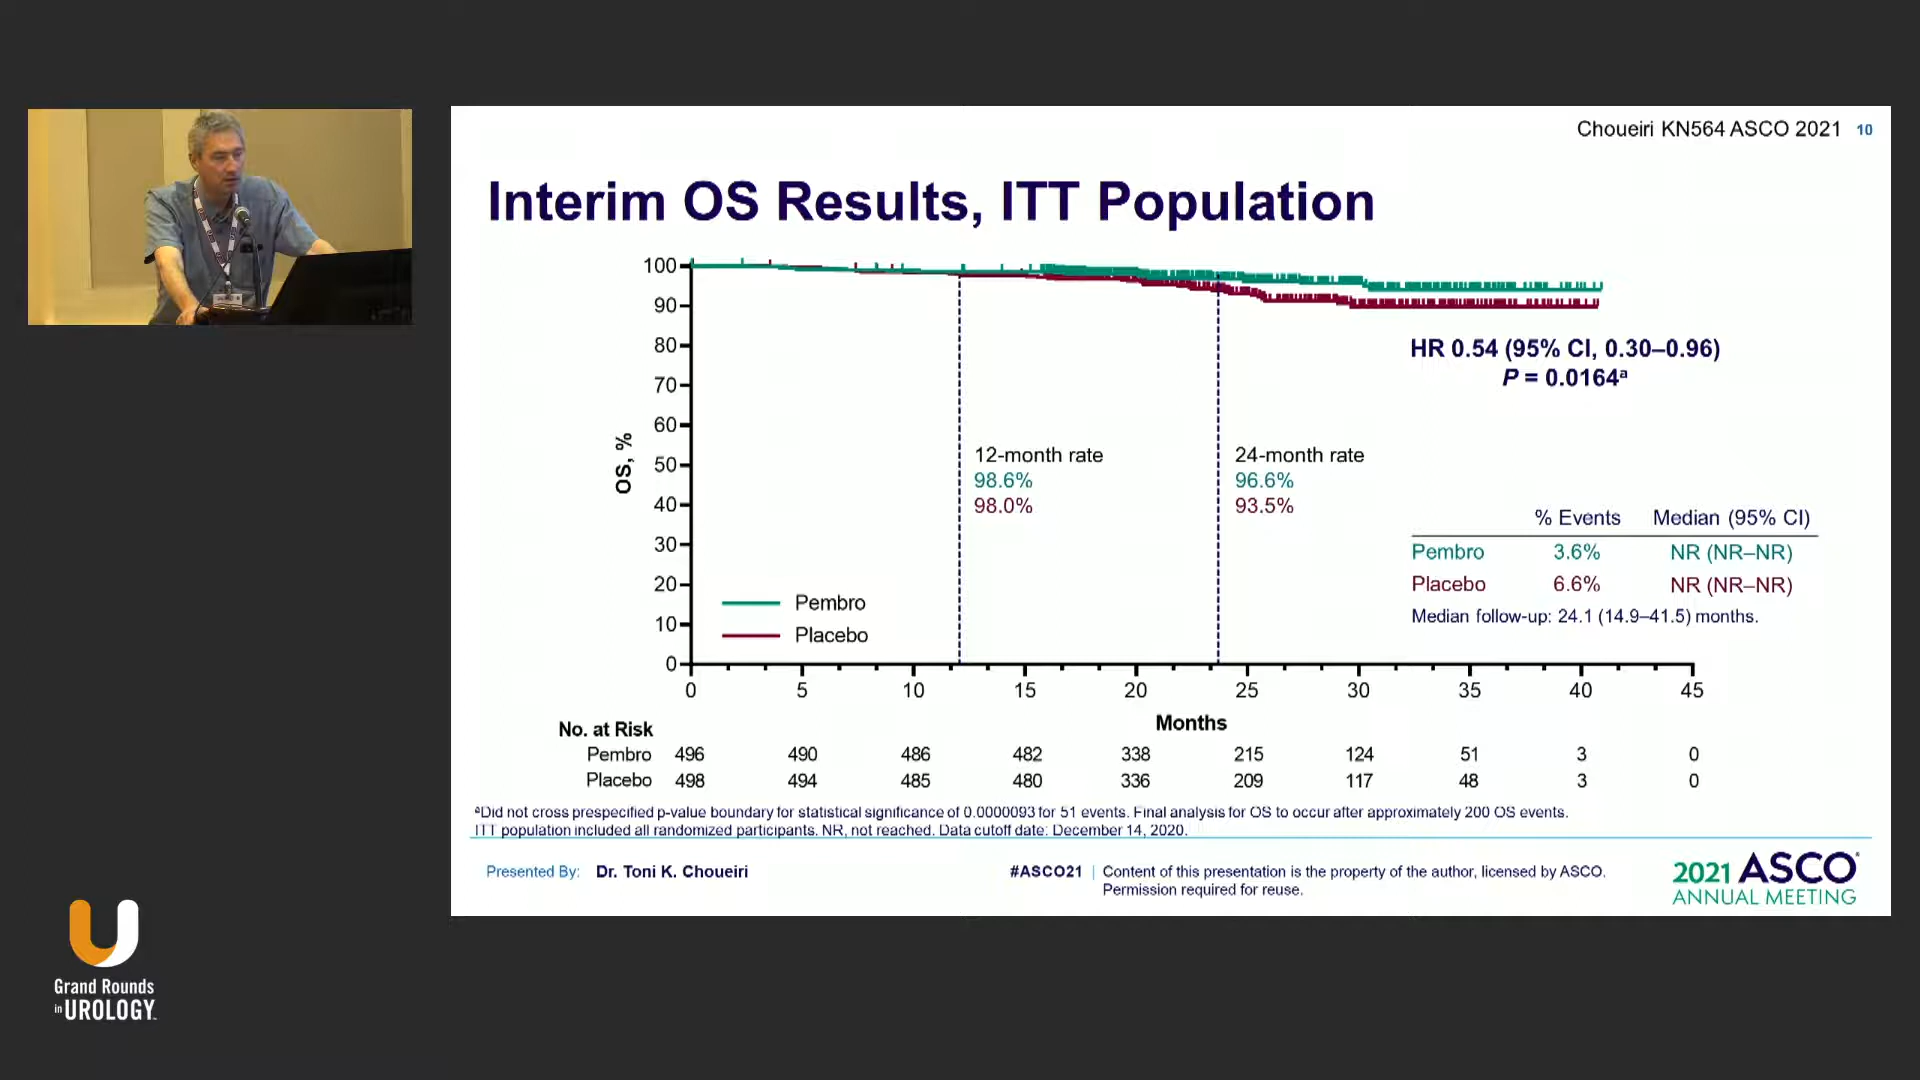 Choueiri KN564 ASCO 2021 10
Interim OS Results, ITT Population
100
90
80
70
60
50
40
30
20
10
0
OS, %
HR 0.54 (95% CI, 0.30–0.96)
P = 0.0164ª
12-month rate
98.6%
98.0%
24-month rate
96.6%
93.5%
% Events Median (95% CI)
Pembro 3.6% NR (NR–NR)
Placebo 6.6% NR (NR–NR)
Median follow-up: 24.1 (14.9–41.5) months.
Pembro
Placebo
0 5 10 15 20 25 30 35 40 45
Months
No. at Risk
Pembro 496 490 486 482 338 215 124 51 3 0
Placebo 498 494 485 480 336 209 117 48 3 0
ªDid not cross prespecified p-value boundary for statistical significance of 0.0000093 for 51 events. Final analysis for OS to occur after approximately 200 OS events.
ITT population included all randomized participants. NR, not reached. Data cutoff date: December 14, 2020.
Presented By: Dr. Toni K. Choueiri
#ASCO21 | Content of this presentation is the property of the author, licensed by ASCO.
Permission required for reuse.
2021 ASCO
ANNUAL MEETING
Grand Rounds
in UROLOGY